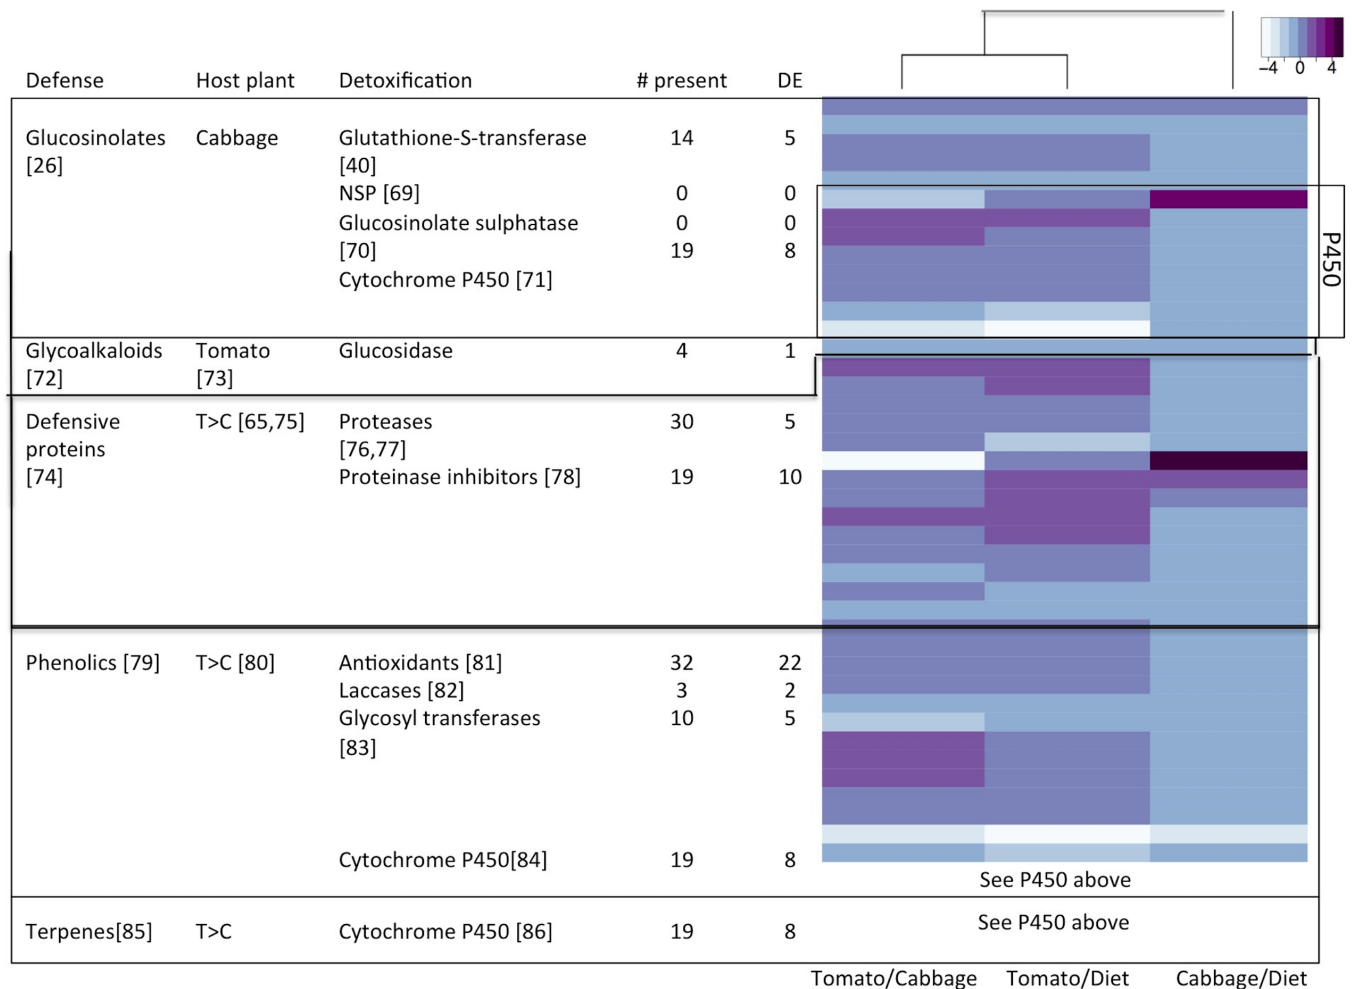 −4 0 4
Defense Host plant Detoxification # present DE
Glucosinolates Cabbage Glutathione-S-transferase 14 5
[26] [40]
NSP [69] 0 0
Glucosinolate sulphatase 0 0
[70] 19 8
Cytochrome P450 [71]
P450
Glycoalkaloids Tomato Glucosidase 4 1
[72] [73]
Defensive T>C [65,75] Proteases 30 5
proteins [76,77]
[74] Proteinase inhibitors [78] 19 10
Phenolics [79] T>C [80] Antioxidants [81] 32 22
Laccases [82] 3 2
Glycosyl transferases 10 5
[83]
Cytochrome P450[84] 19 8
See P450 above
Terpenes[85] T>C Cytochrome P450 [86] 19 8 See P450 above
Tomato/Cabbage Tomato/Diet Cabbage/Diet